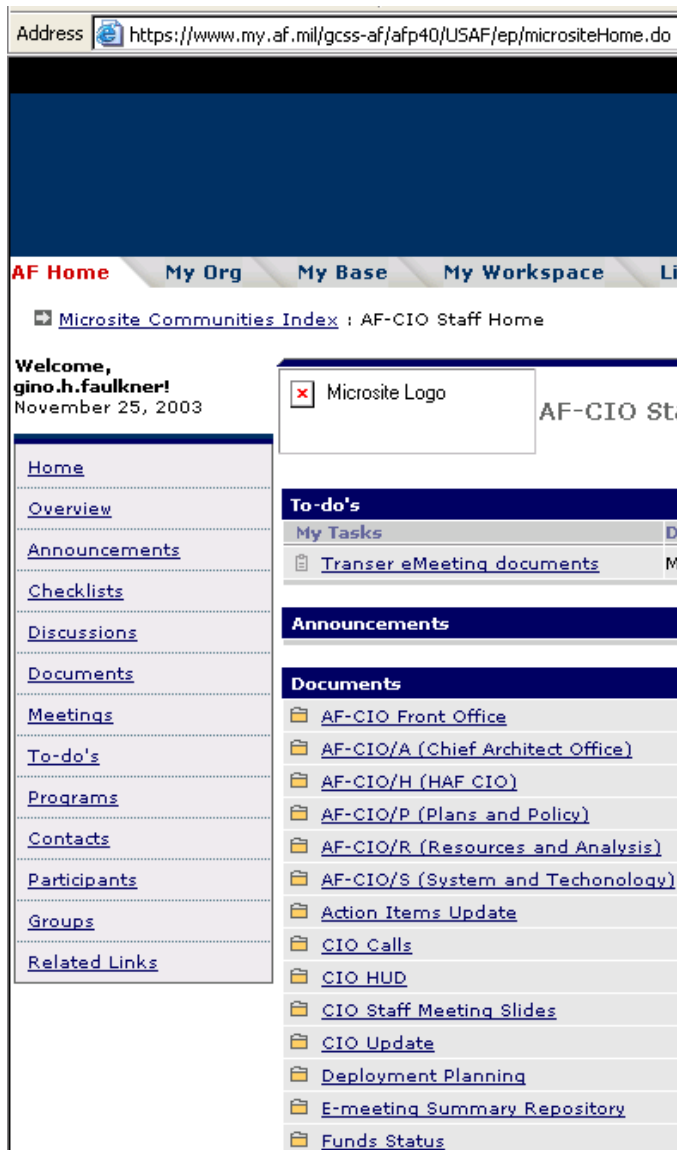 Address https://www.my.af.mil/gcss-af/afp40/USAF/ep/micrositeHome.do
AF Home My Org My Base My Workspace Li
Microsite Communities Index : AF-CIO Staff Home
Welcome,
gino.h.faulkner!
November 25, 2003
Home
Overview
Announcements
Checklists
Discussions
Documents
Meetings
To-do's
Programs
Contacts
Participants
Groups
Related Links
Microsite Logo
AF-CIO Sta
To-do's
My Tasks D
Transer eMeeting documents M
Announcements
Documents
AF-CIO Front Office
AF-CIO/A (Chief Architect Office)
AF-CIO/H (HAF CIO)
AF-CIO/P (Plans and Policy)
AF-CIO/R (Resources and Analysis)
AF-CIO/S (System and Techonology)
Action Items Update
CIO Calls
CIO HUD
CIO Staff Meeting Slides
CIO Update
Deployment Planning
E-meeting Summary Repository
Funds Status